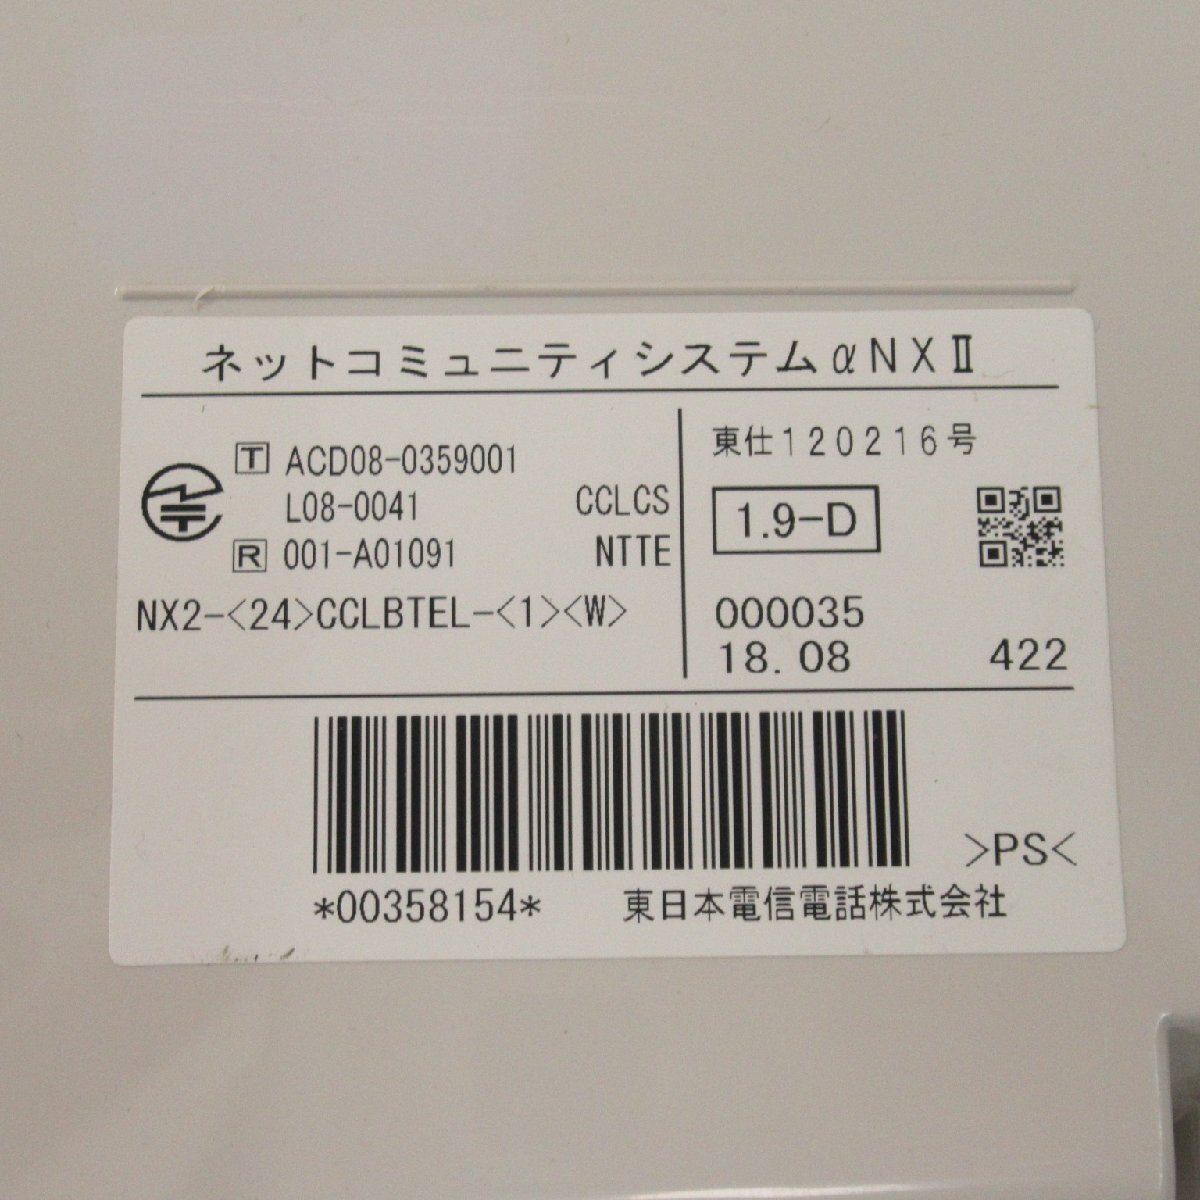 ネットコミュニティシステムαNXⅡ
T ACD08-0359001
L08-0041 CCLCS
R 001-A01091 NTTE
NX2-<24>CCLBTEL-<1><W>
東仕120216号
1.9-D
000035
18.08 422
>PS<
*00358154* 東日本電信電話株式会社